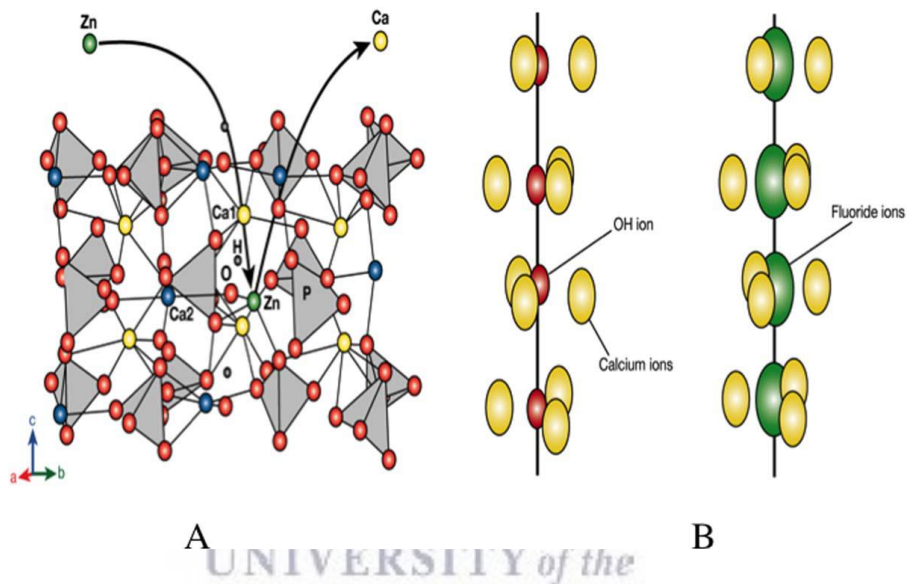 Zn
Ca
Ca1
H
O
Zn
P
Ca2
c
a
b
OH ion
Calcium ions
Fluoride ions
A
B
UNIVERSITY of the